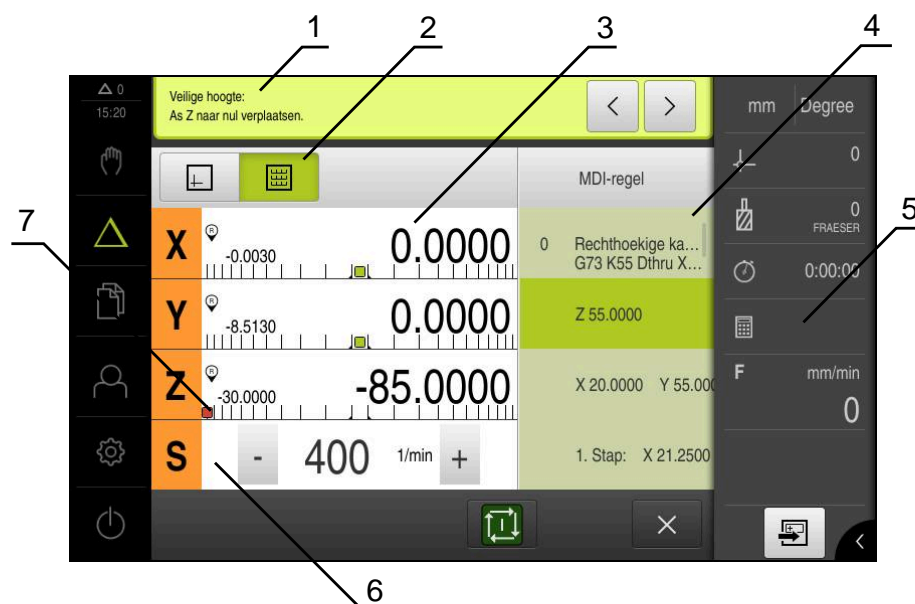 1
2
3
4
5
6
7
0
15:20
Veilige hoogte:
As Z naar nul verplaatsen.
< >
mm Degree
0
0
FRAESER
0:00:00
F mm/min
0
MDI-regel
X R -0.0030 0.0000
Y R -8.5130 0.0000
Z R -30.0000 -85.0000
S - 400 1/min +
0 Rechthoekige ka...
G73 K55 Dthru X...
Z 55.0000
X 20.0000 Y 55.000
1. Stap: X 21.2500